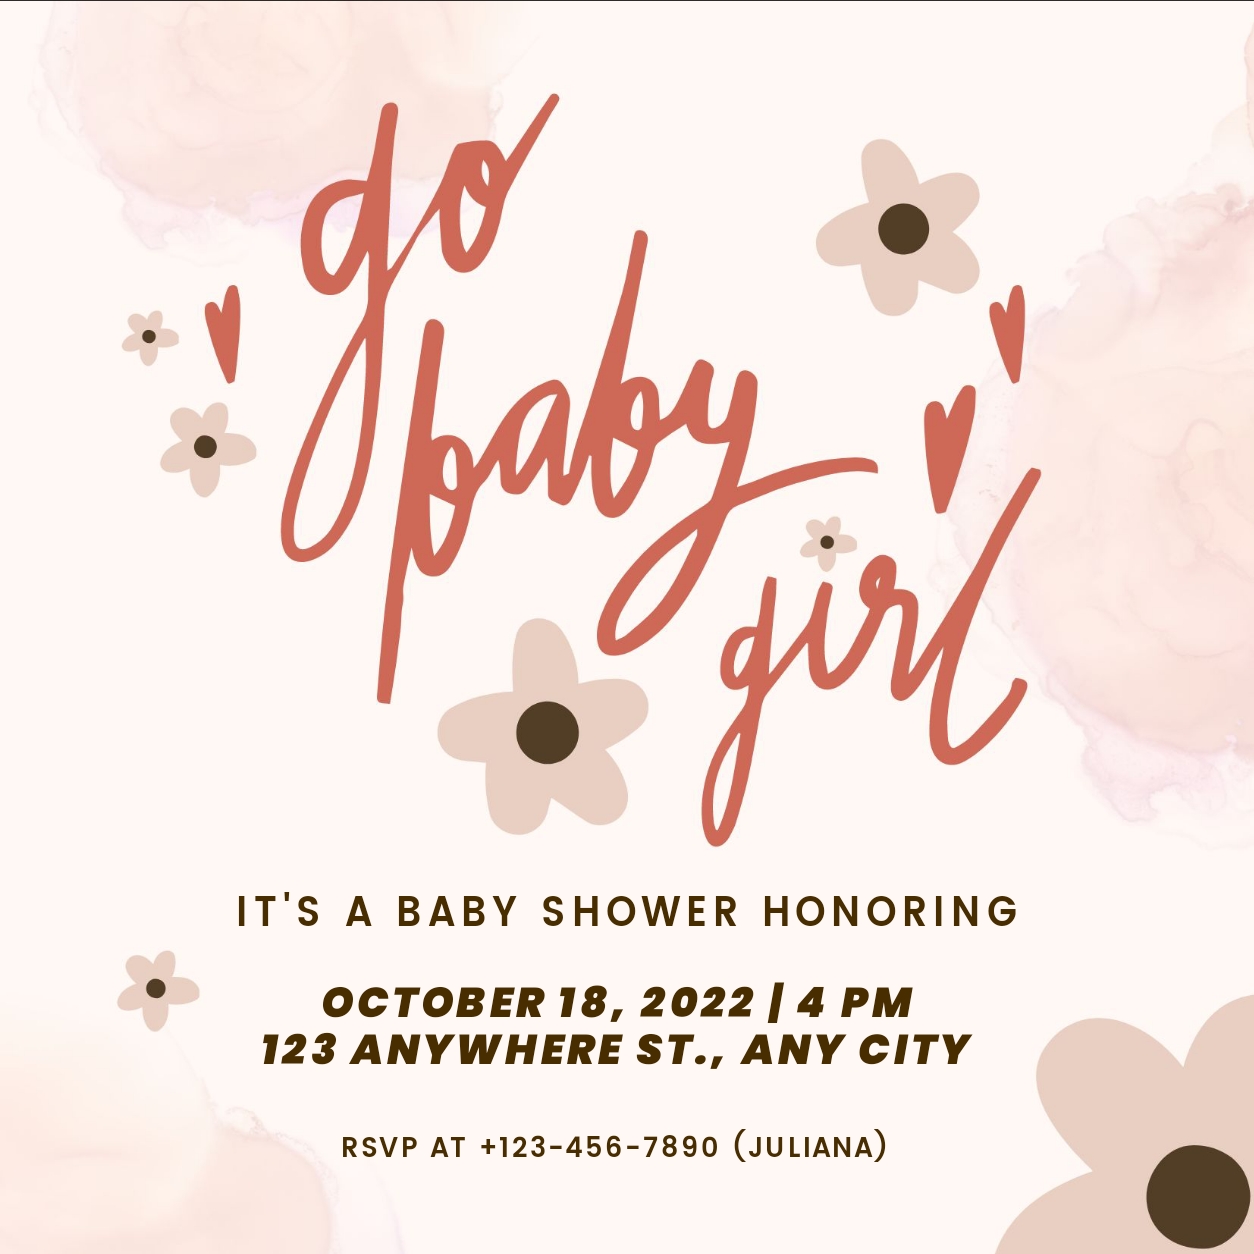 go
baby
girl
IT'S A BABY SHOWER HONORING
OCTOBER 18, 2022 | 4 PM
123 ANYWHERE ST., ANY CITY
RSVP AT +123-456-7890 (JULIANA)